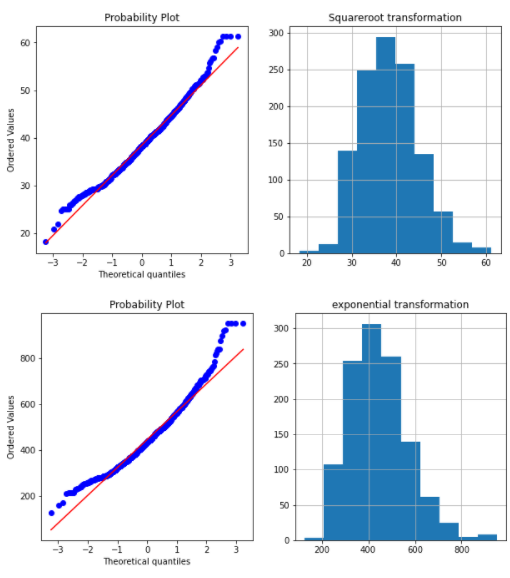 Probability Plot
Ordered Values
60
50
40
30
20
−3 −2 −1 0 1 2 3
Theoretical quantiles
Squareroot transformation
300
250
200
150
100
50
0
20 30 40 50 60
Probability Plot
Ordered Values
800
600
400
200
−3 −2 −1 0 1 2 3
Theoretical quantiles
exponential transformation
300
250
200
150
100
50
0
200 400 600 800